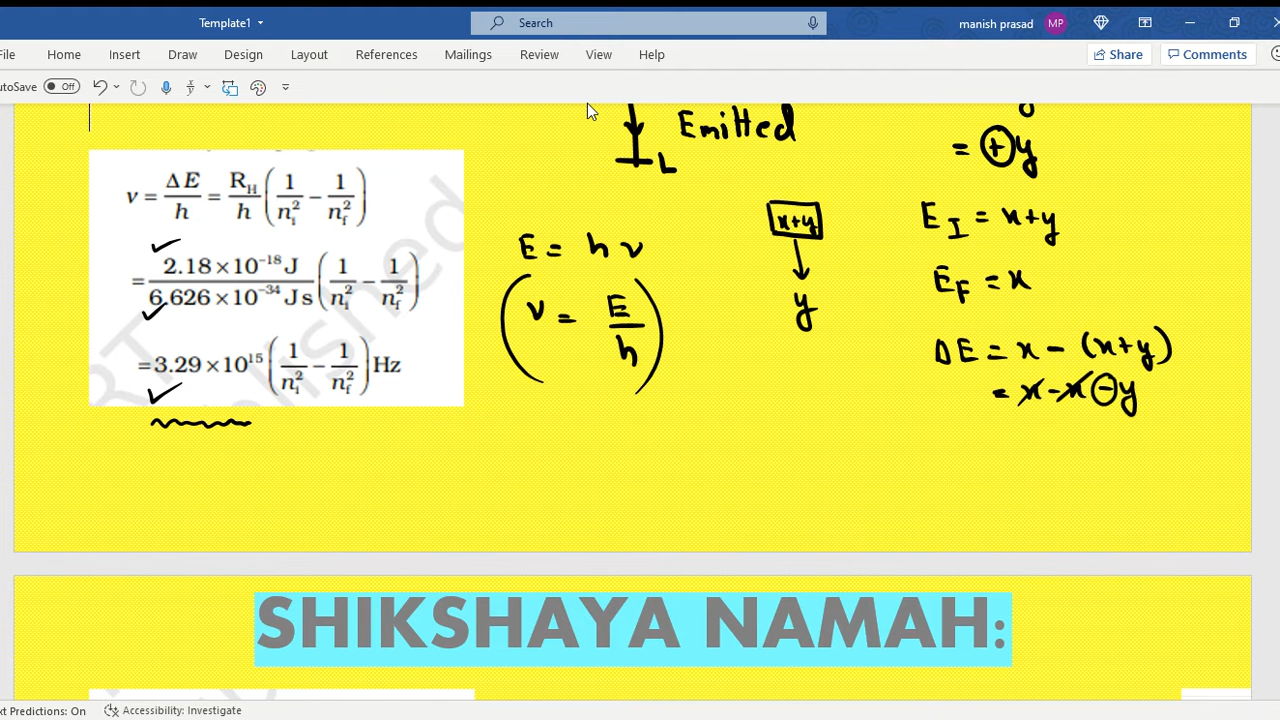 Template1
Search
manish prasad MP
File Home Insert Draw Design Layout References Mailings Review View Help Share Comments
AutoSave Off
Emitted
L
= + y
ν = ΔE/h = R_H/h (1/n_i² − 1/n_f²)
= 2.18×10⁻¹⁸ J / 6.626×10⁻³⁴ J s (1/n_i² − 1/n_f²)
= 3.29×10¹⁵ (1/n_i² − 1/n_f²) Hz
E = hν
(ν = E/h)
x+y
y
E_I = x+y
E_F = x
ΔE = x − (x+y)
= x − x − y
SHIKSHAYA NAMAH:
xt Predictions: On Accessibility: Investigate